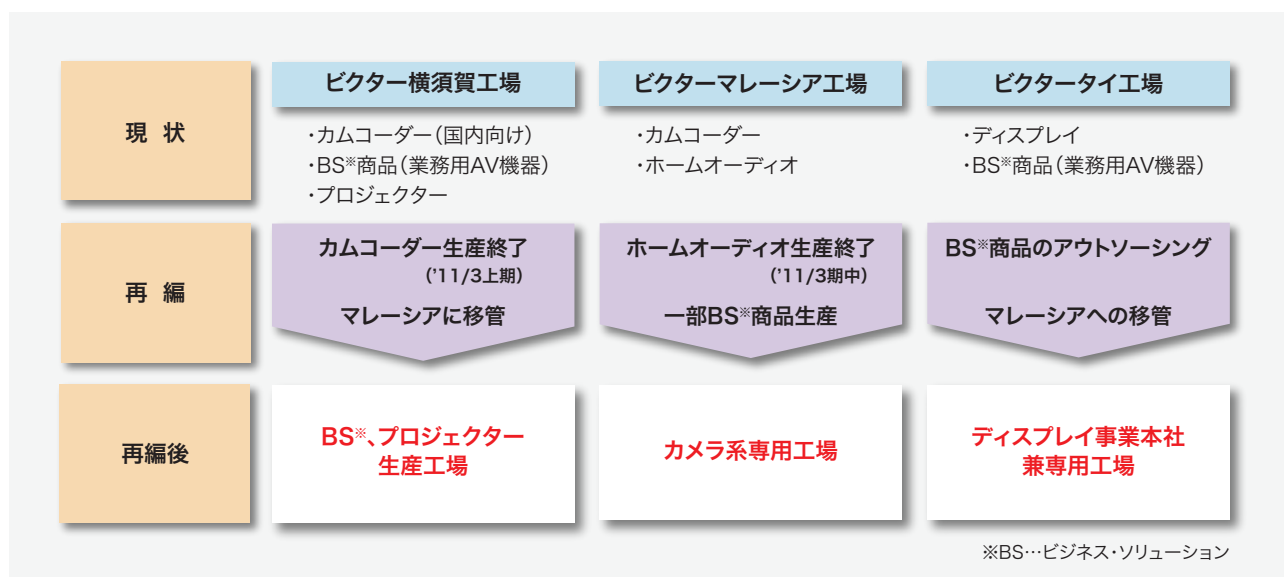 現 状
ビクター横須賀工場
・カムコーダー(国内向け)
・BS※商品(業務用AV機器)
・プロジェクター
ビクターマレーシア工場
・カムコーダー
・ホームオーディオ
ビクタータイ工場
・ディスプレイ
・BS※商品(業務用AV機器)
再 編
カムコーダー生産終了
('11/3上期)
マレーシアに移管
ホームオーディオ生産終了
('11/3期中)
一部BS※商品生産
BS※商品のアウトソーシング
マレーシアへの移管
再編後
BS※、プロジェクター
生産工場
カメラ系専用工場
ディスプレイ事業本社
兼専用工場
※BS…ビジネス・ソリューション